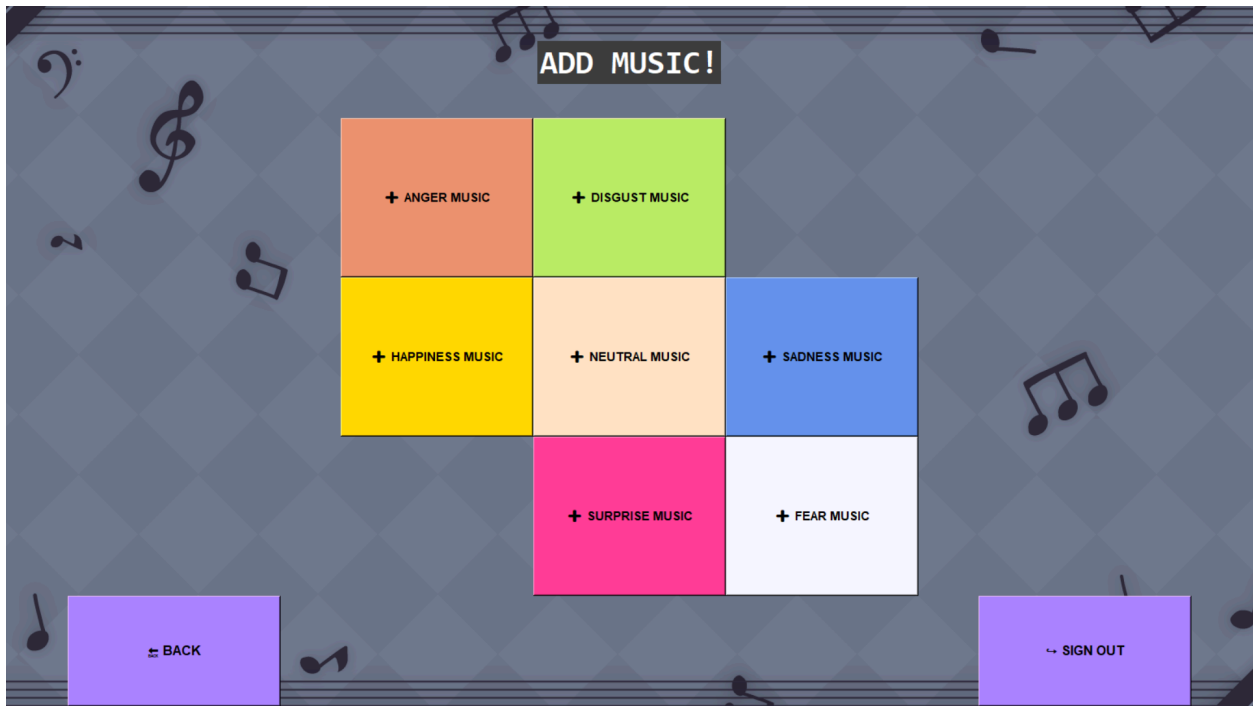 ADD MUSIC!
➕ ANGER MUSIC
➕ DISGUST MUSIC
➕ HAPPINESS MUSIC
➕ NEUTRAL MUSIC
➕ SADNESS MUSIC
➕ SURPRISE MUSIC
➕ FEAR MUSIC
🔙 BACK
↪ SIGN OUT